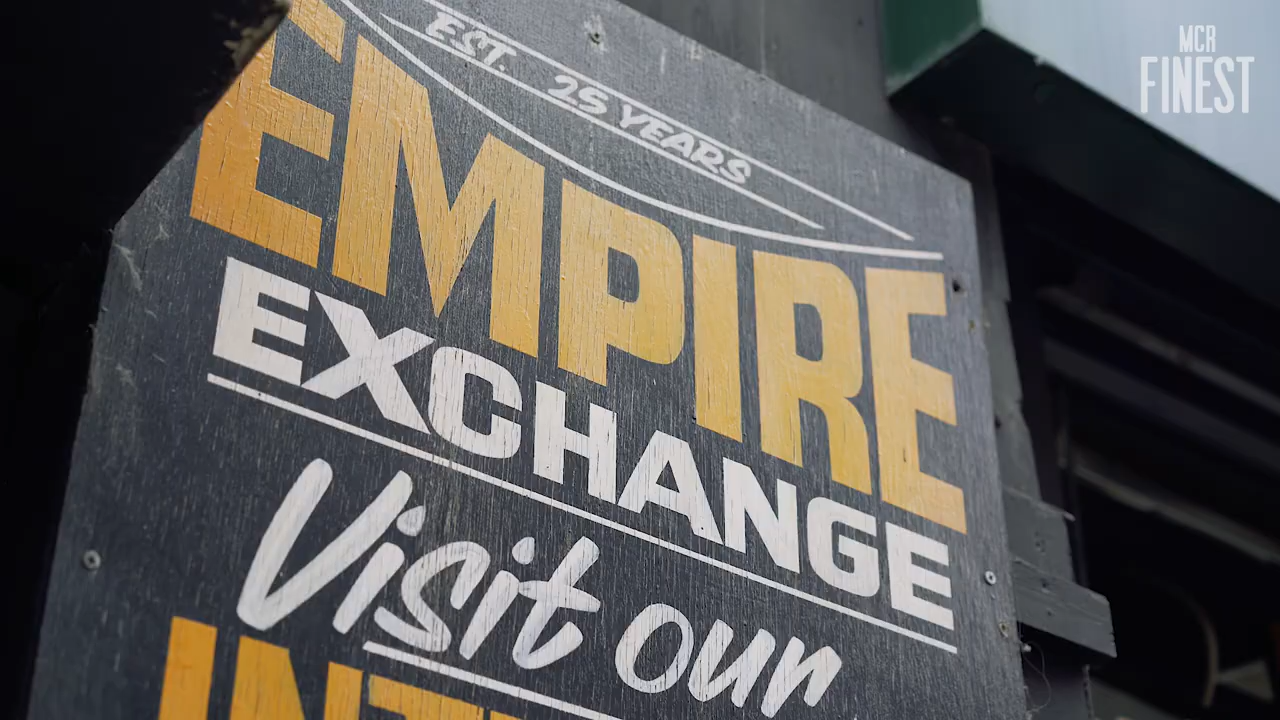 MCR
FINEST
EST. 25 YEARS
EMPIRE
EXCHANGE
Visit our